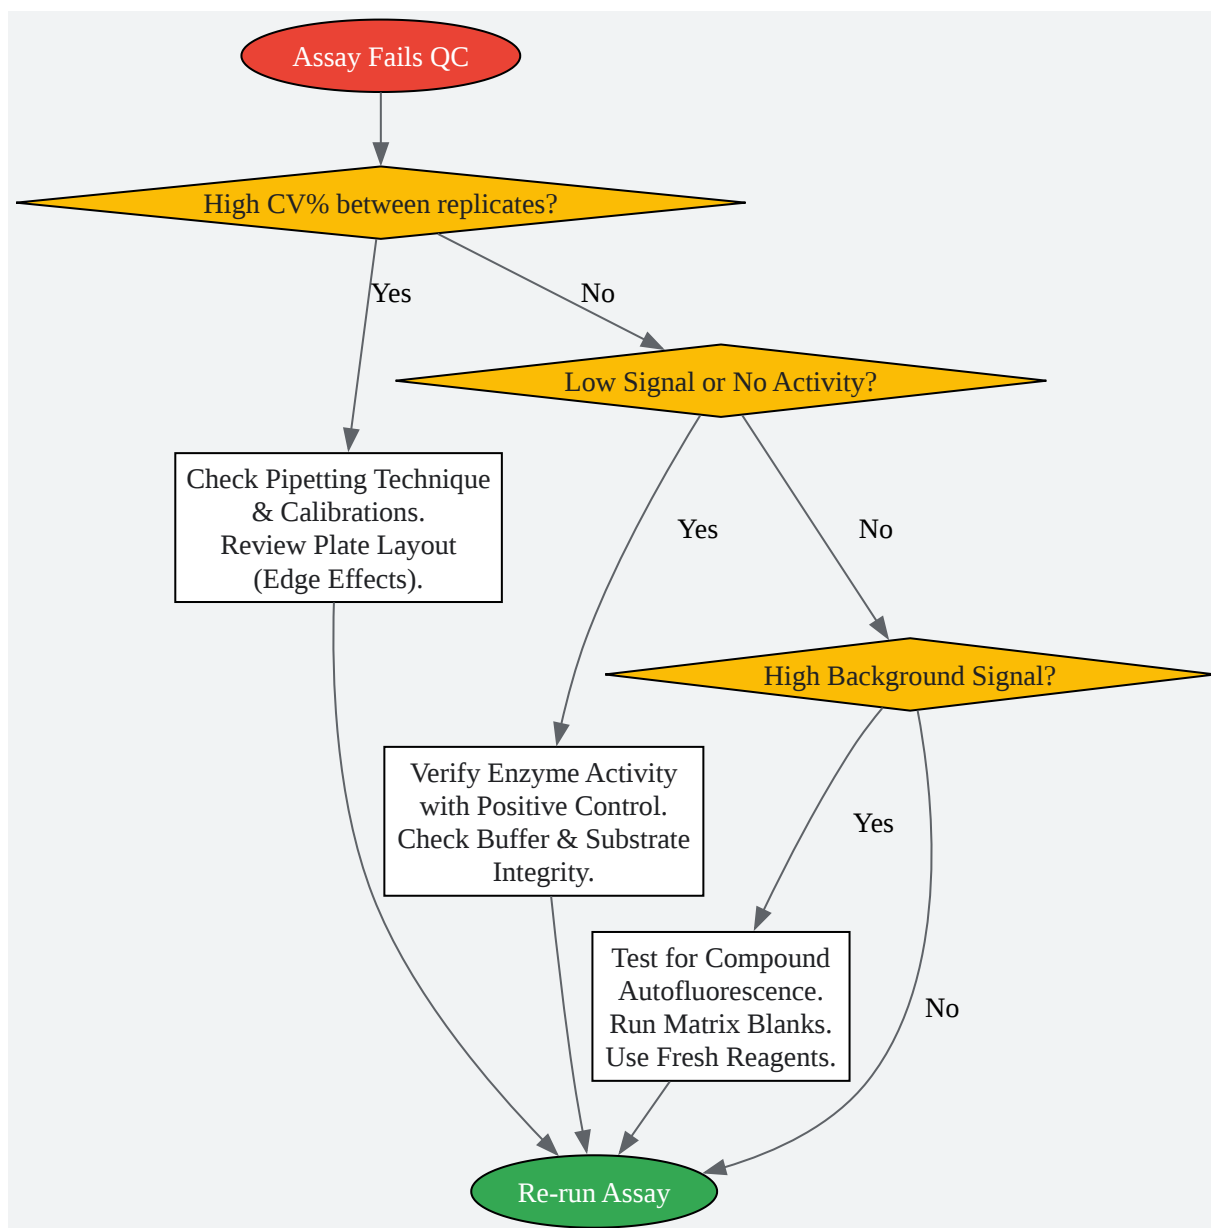 Assay Fails QC
High CV% between replicates?
Yes
No
Low Signal or No Activity?
Check Pipetting Technique
& Calibrations.
Review Plate Layout
(Edge Effects).
Yes
No
High Background Signal?
Verify Enzyme Activity
with Positive Control.
Check Buffer & Substrate
Integrity.
Yes
Test for Compound
Autofluorescence.
Run Matrix Blanks.
Use Fresh Reagents.
No
Re-run Assay